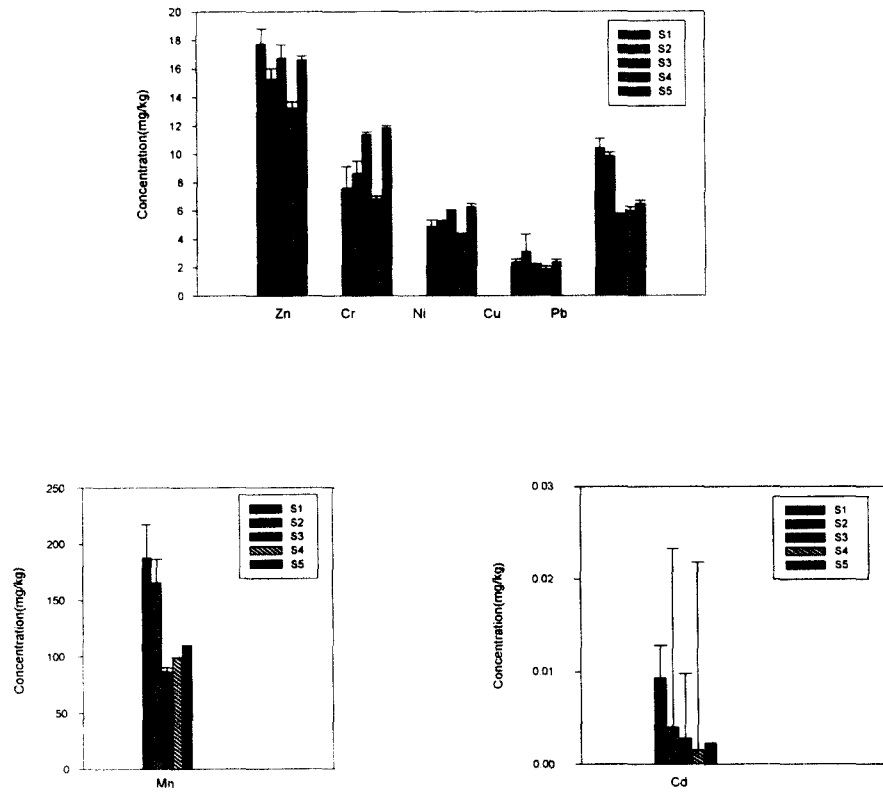 20
18
16
14
12
10
8
6
4
2
0
Concentration(mg/kg)
S1
S2
S3
S4
S5
Zn Cr Ni Cu Pb
250
200
150
100
50
0
Concentration(mg/kg)
S1
S2
S3
S4
S5
Mn
0.03
0.02
0.01
0.00
Concentration(mg/kg)
S1
S2
S3
S4
S5
Cd